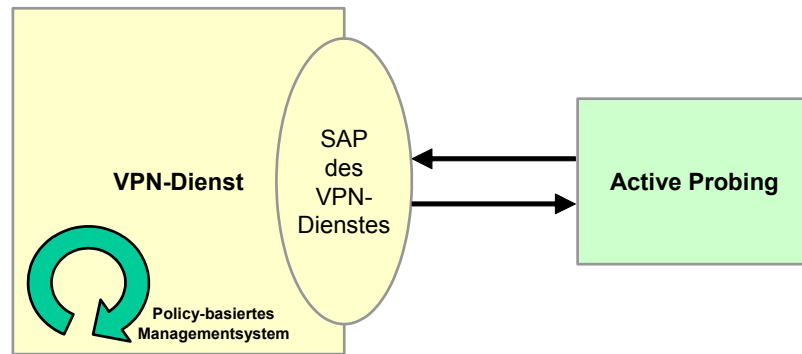 VPN-Dienst
SAP
des
VPN-
Dienstes
Active Probing
Policy-basiertes
Managementsystem